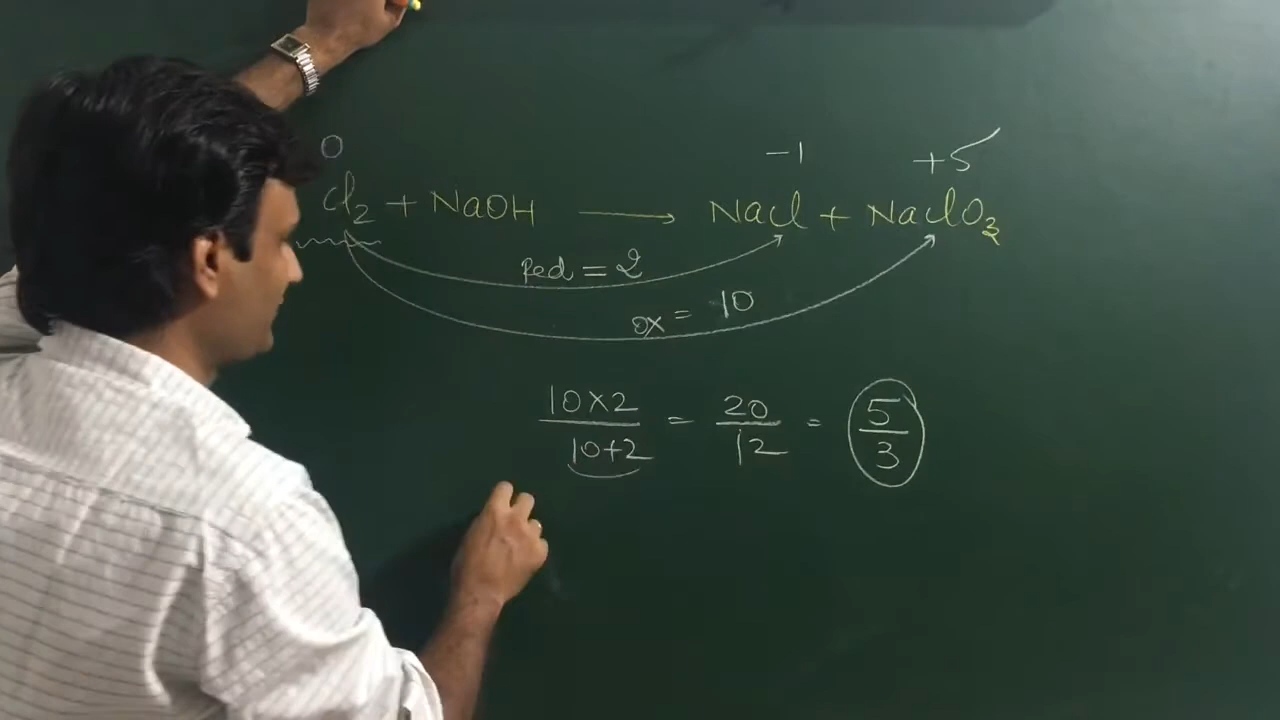 0 -1 +5
Cl2 + NaOH → NaCl + NaClO3
Red = 2
ox = 10
10×2/10+2 = 20/12 = 5/3